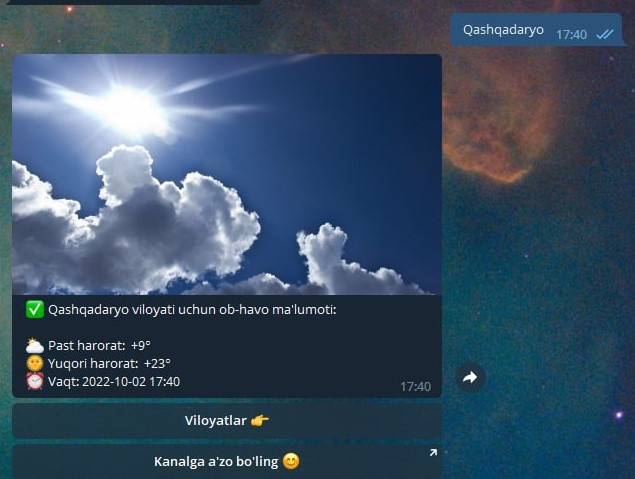 Qashqadaryo 17:40
✅ Qashqadaryo viloyati uchun ob-havo ma'lumoti:
🌥 Past harorat: +9°
🌞 Yuqori harorat: +23°
⏰ Vaqt: 2022-10-02 17:40
17:40
Viloyatlar 👉
Kanalga a'zo bo'ling 😊